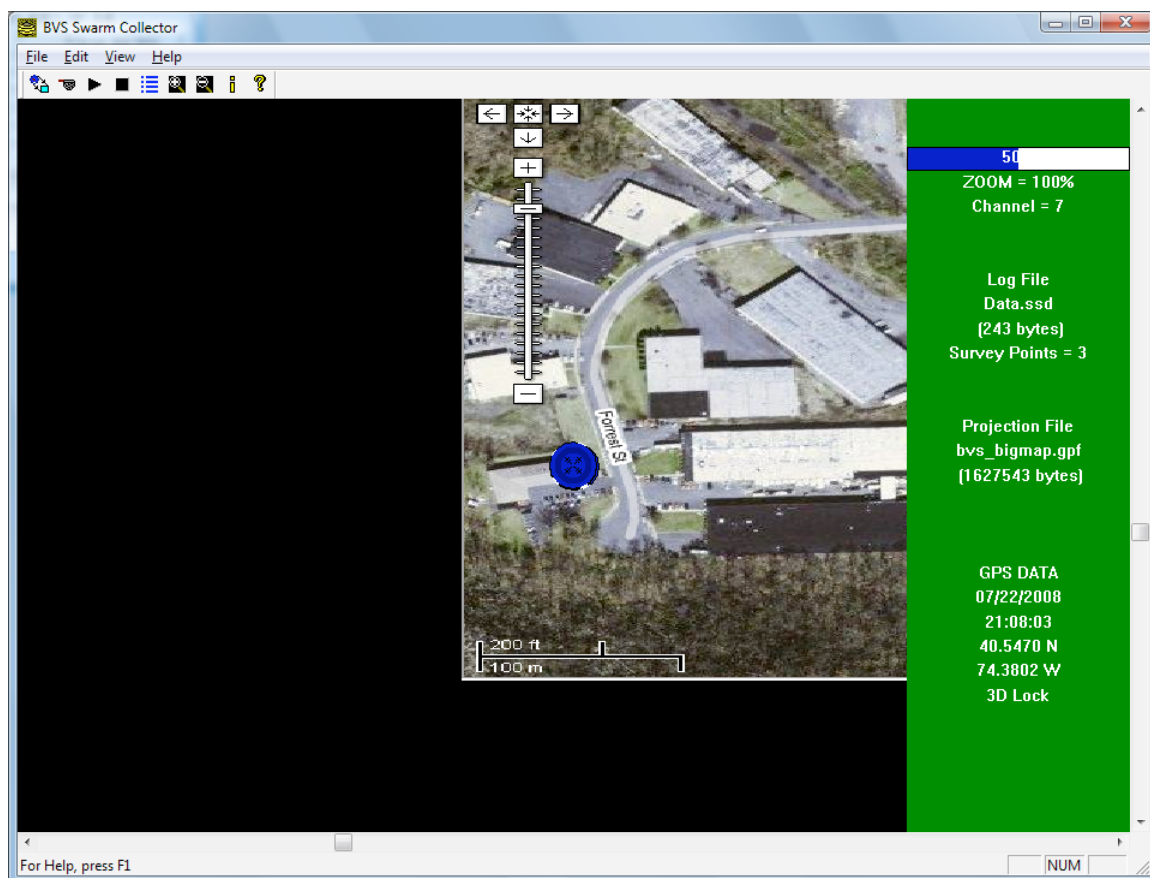 BVS Swarm Collector
File Edit View Help
50
ZOOM = 100%
Channel = 7
Log File
Data.ssd
(243 bytes)
Survey Points = 3
Forrest St
Projection File
bvs_bigmap.gpf
(1627543 bytes)
GPS DATA
07/22/2008
21:08:03
40.5470 N
74.3802 W
3D Lock
200 ft
100 m
For Help, press F1
NUM